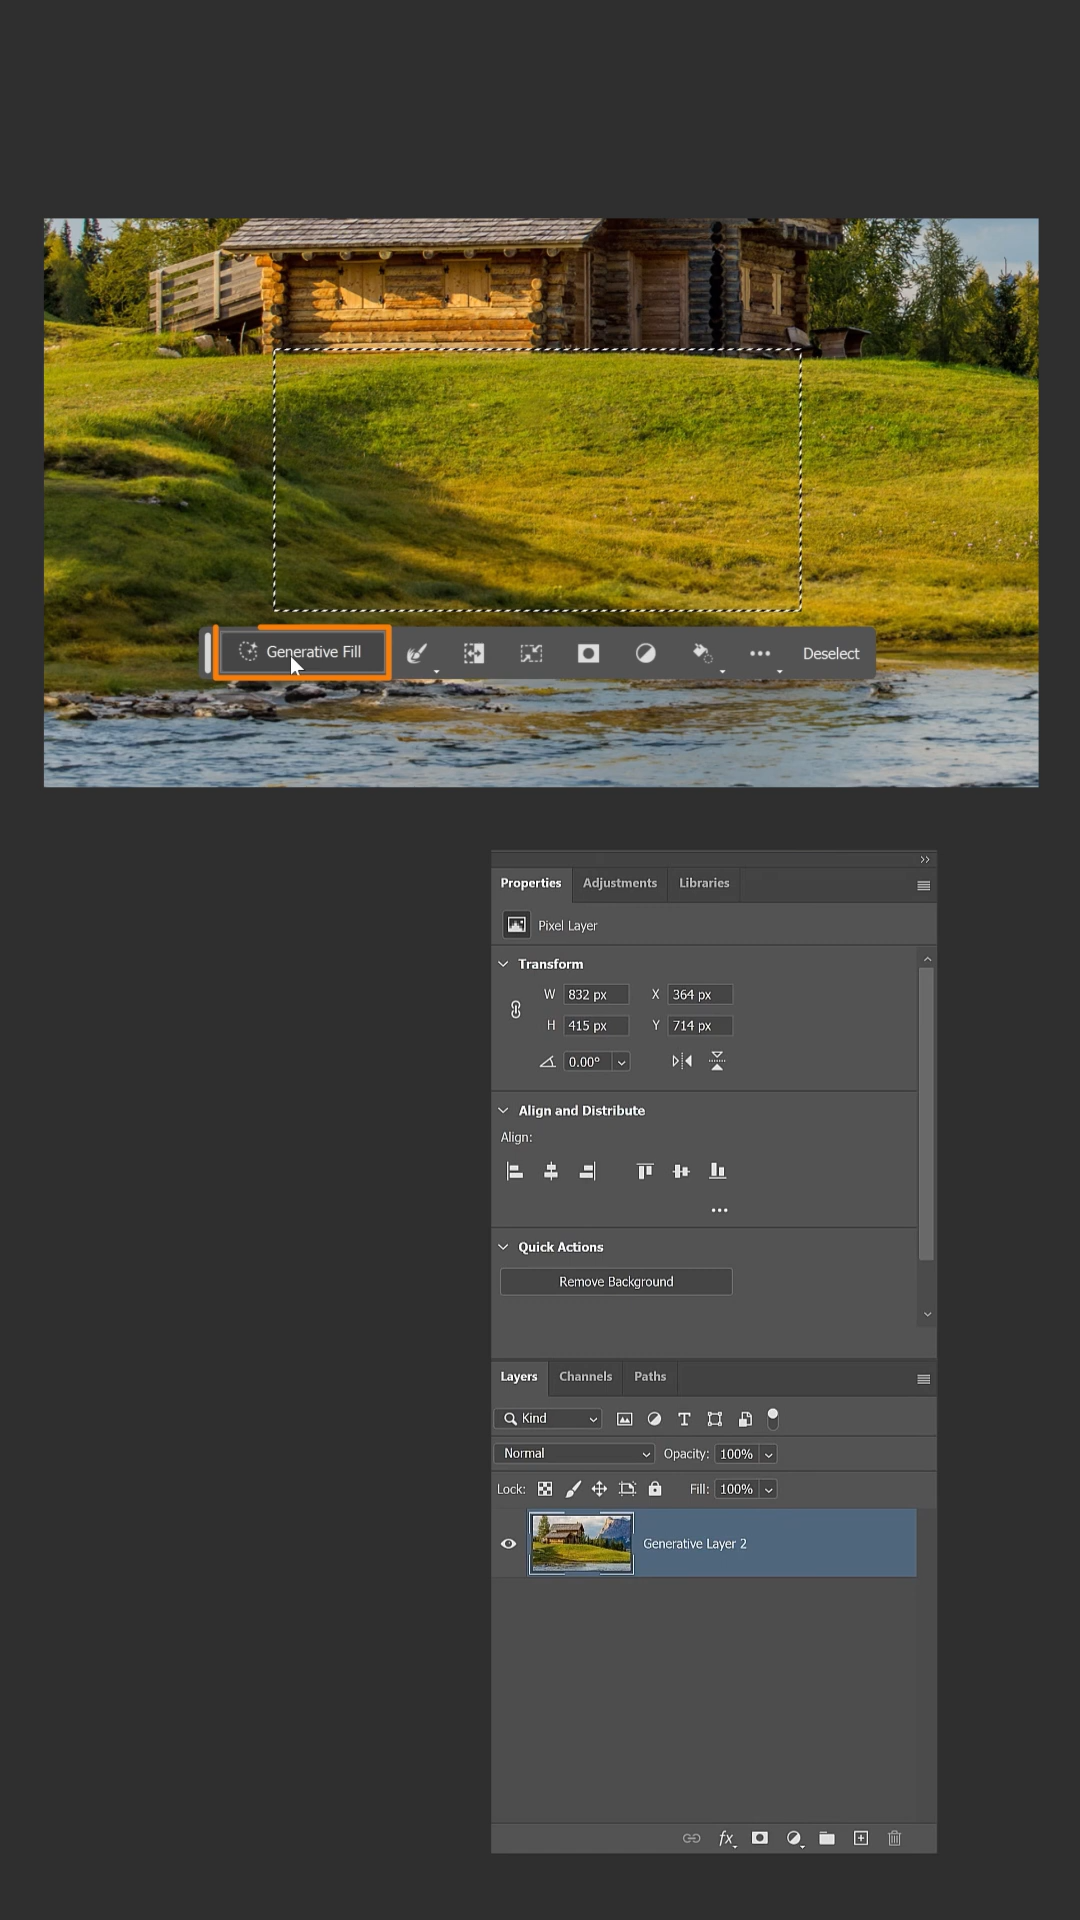 Generative Fill
Deselect
Properties Adjustments Libraries
Pixel Layer
Transform
W 832 px X 364 px
H 415 px Y 714 px
0.00°
Align and Distribute
Align:
Quick Actions
Remove Background
Layers Channels Paths
Kind
Normal Opacity: 100%
Lock: Fill: 100%
Generative Layer 2
fx